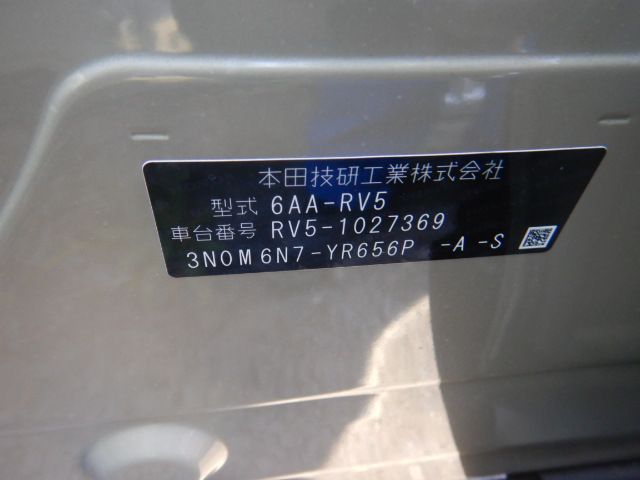 本田技研工業株式会社
型式 6AA-RV5
車台番号 RV5-1027369
3N0M6N7-YR656P -A -S